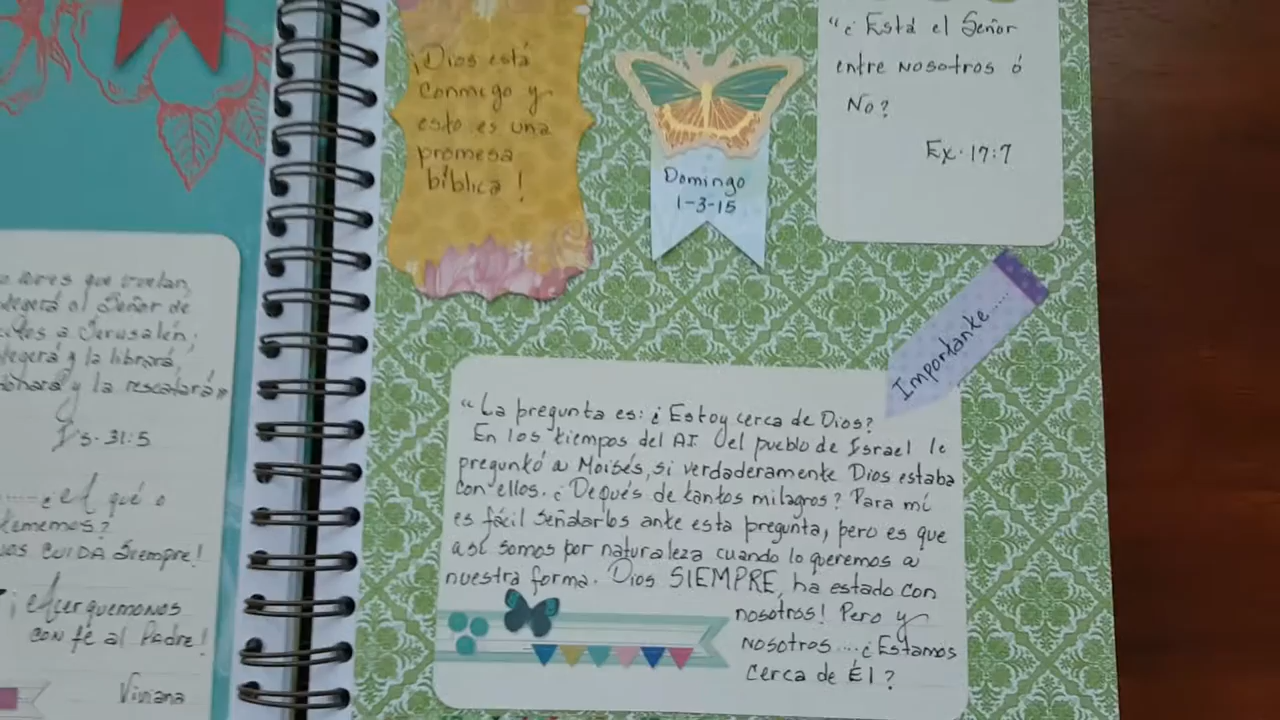 aves que vuelan,
Señor de
a Jerusalén;
y la librará,
y la rescatará"
Is. 31:5
¿el qué o
tememos?
CUIDA siempre!
¡Acerquemonos
con fé al Padre!
Viviana
¡Dios está
conmigo y
esto es una
promesa
bíblica!
Domingo
1-3-15
"¿Está el Señor
entre nosotros ó
No?
Ex. 17:7
Importante.....
"La pregunta es: ¿Estoy cerca de Dios?
En los tiempos del AT. el pueblo de Israel le
preguntó a Moisés, si verdaderamente Dios estaba
con ellos. ¿Depués de tantos milagros? Para mí
es fácil señalarlos ante esta pregunta, pero es que
así somos por naturaleza cuando lo queremos a
nuestra forma. Dios SIEMPRE, ha estado con
nosotros! Pero y
nosotros....¿Estamos
cerca de Él?